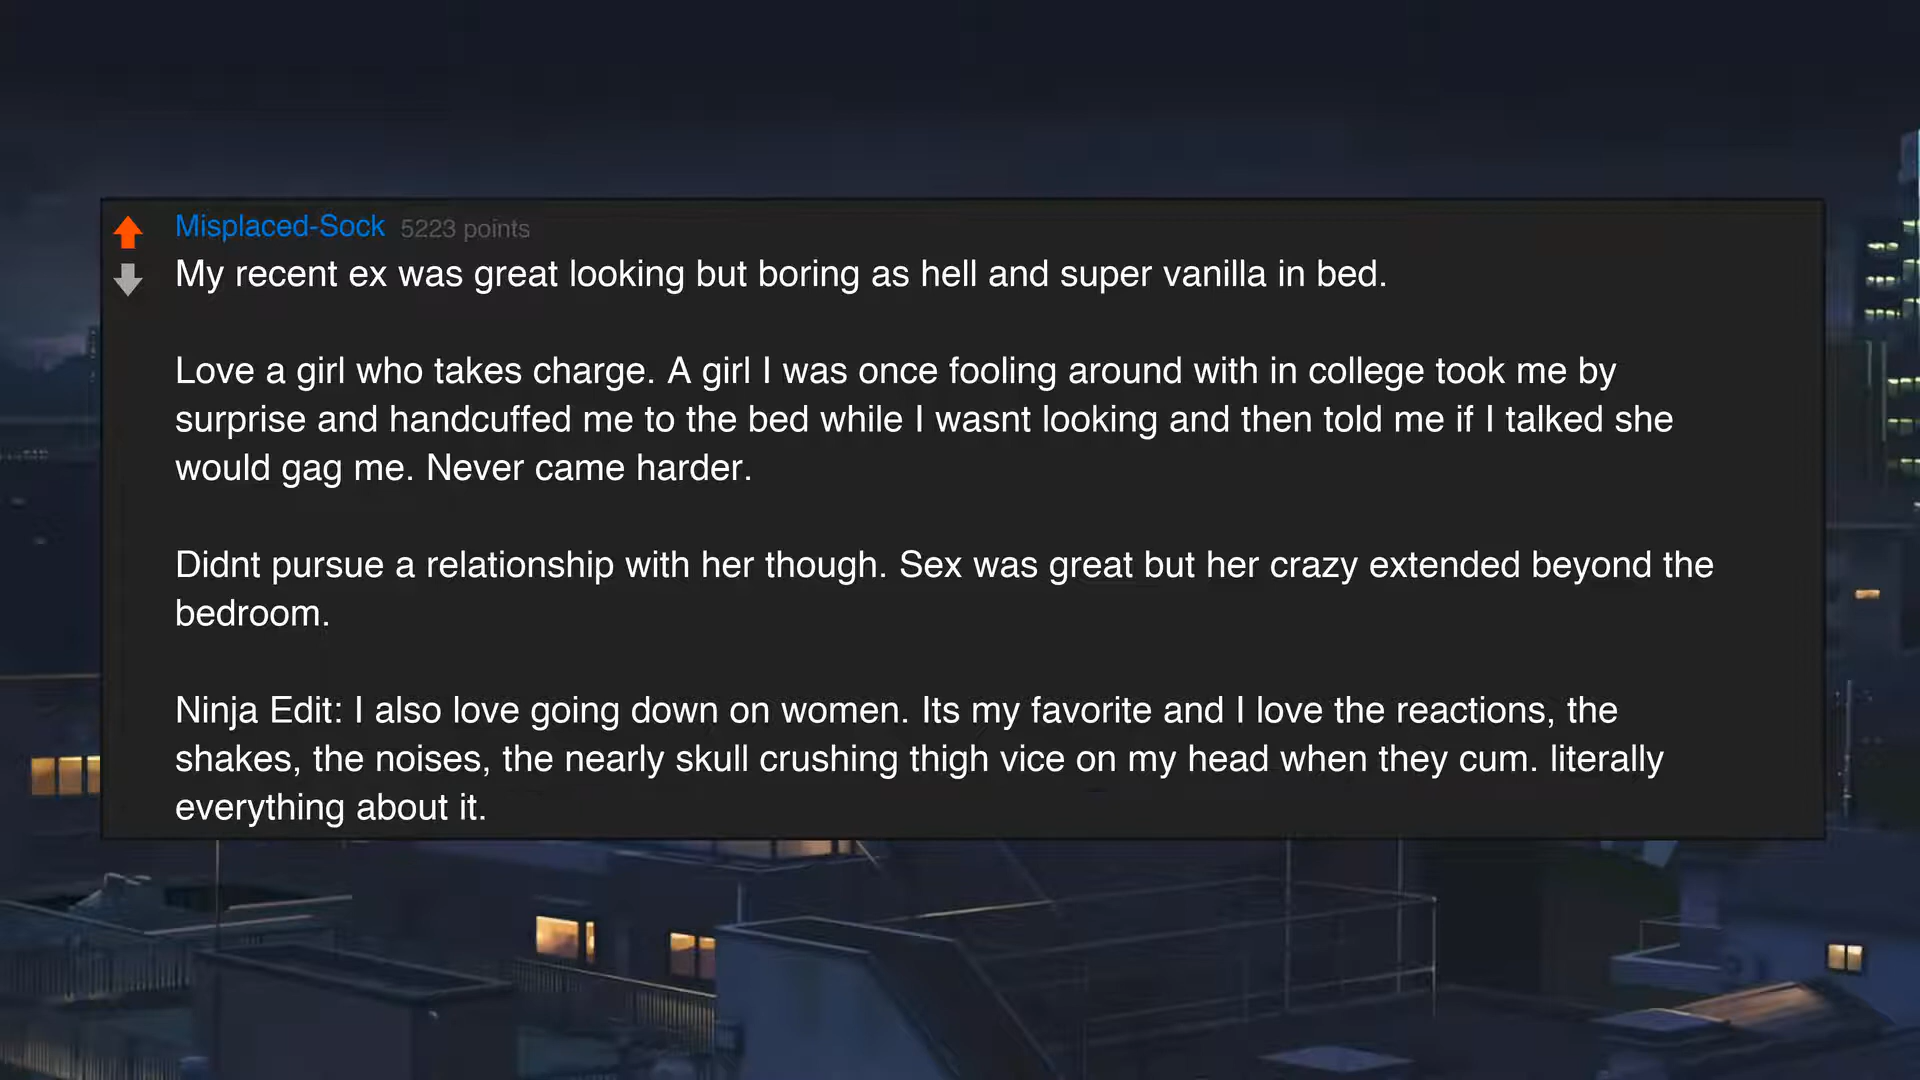 Misplaced-Sock 5223 points
My recent ex was great looking but boring as hell and super vanilla in bed.
Love a girl who takes charge. A girl I was once fooling around with in college took me by
surprise and handcuffed me to the bed while I wasnt looking and then told me if I talked she
would gag me. Never came harder.
Didnt pursue a relationship with her though. Sex was great but her crazy extended beyond the
bedroom.
Ninja Edit: I also love going down on women. Its my favorite and I love the reactions, the
shakes, the noises, the nearly skull crushing thigh vice on my head when they cum. literally
everything about it.